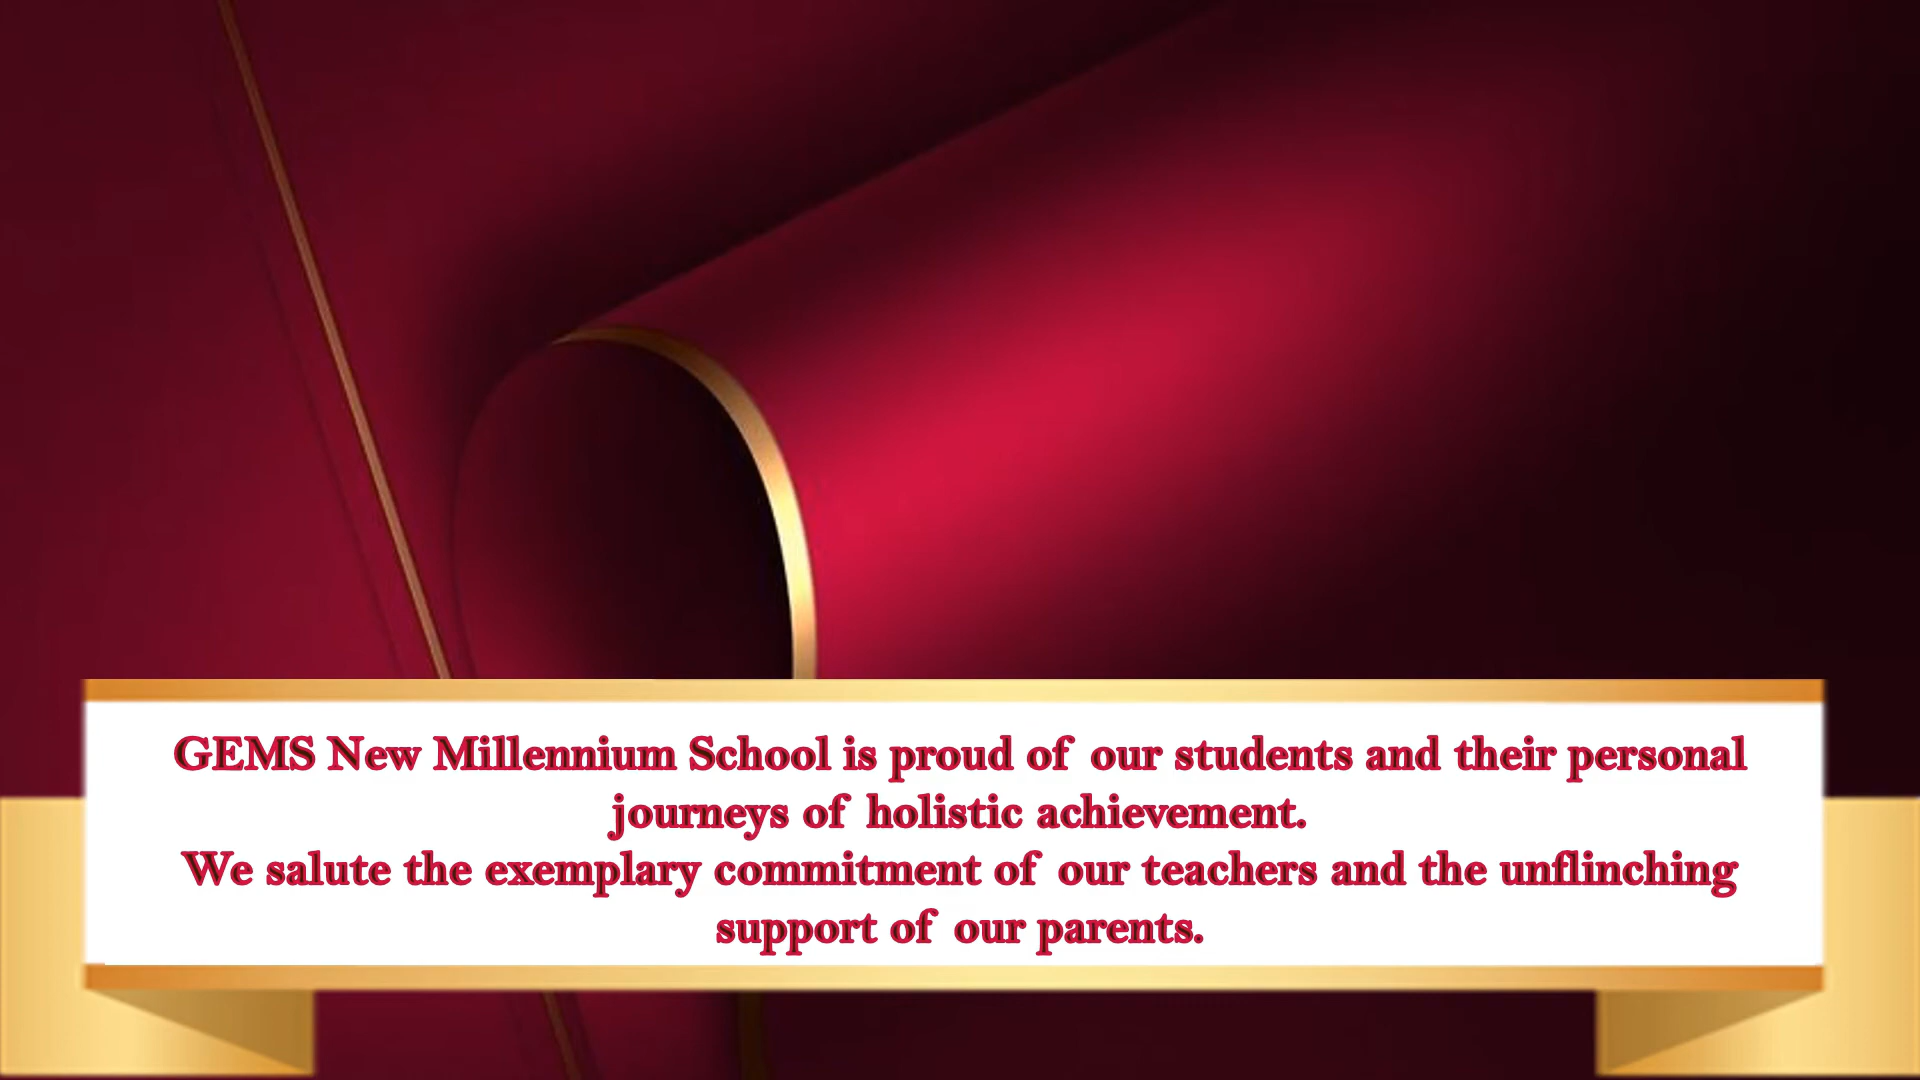 GEMS New Millennium School is proud of our students and their personal
journeys of holistic achievement.
We salute the exemplary commitment of our teachers and the unflinching
support of our parents.